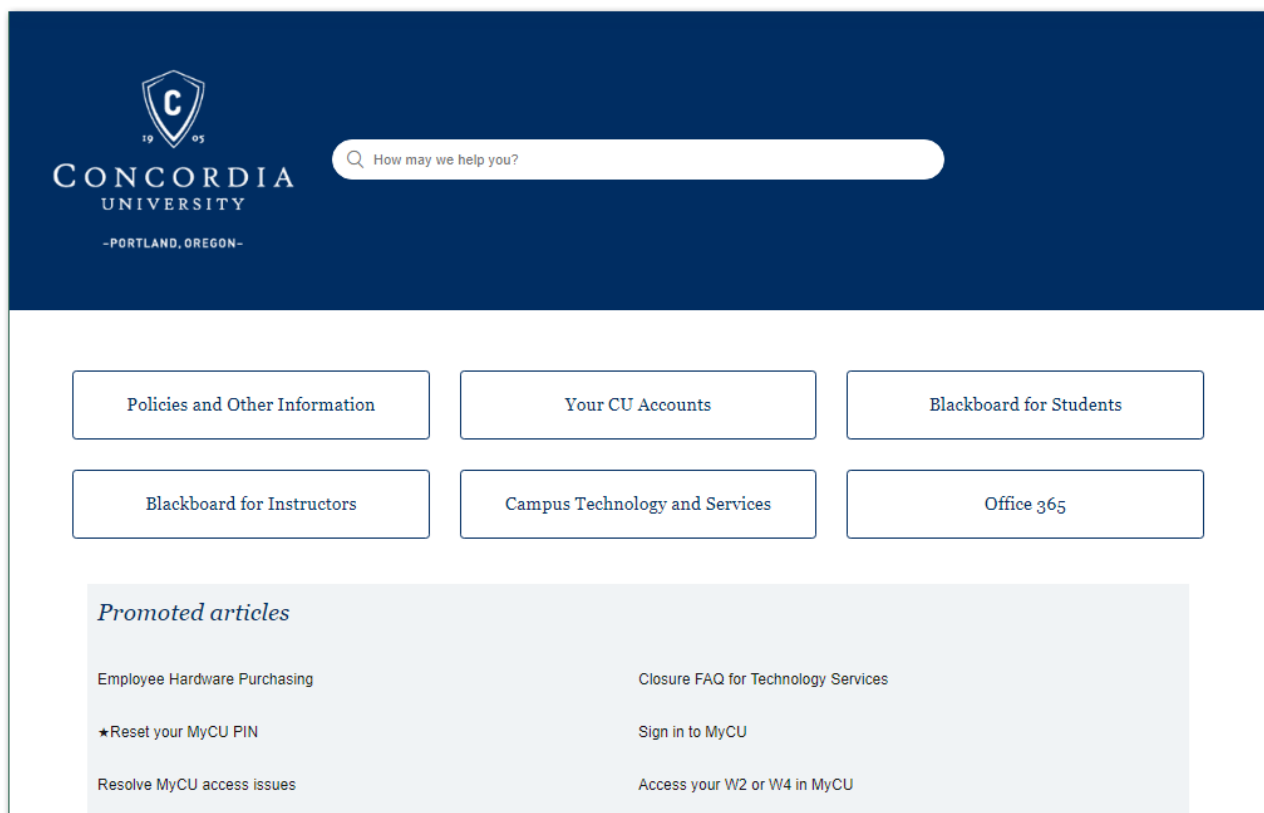 C
19 05
CONCORDIA
UNIVERSITY
-PORTLAND, OREGON-
How may we help you?
Policies and Other Information
Your CU Accounts
Blackboard for Students
Blackboard for Instructors
Campus Technology and Services
Office 365
Promoted articles
Employee Hardware Purchasing
Closure FAQ for Technology Services
★Reset your MyCU PIN
Sign in to MyCU
Resolve MyCU access issues
Access your W2 or W4 in MyCU